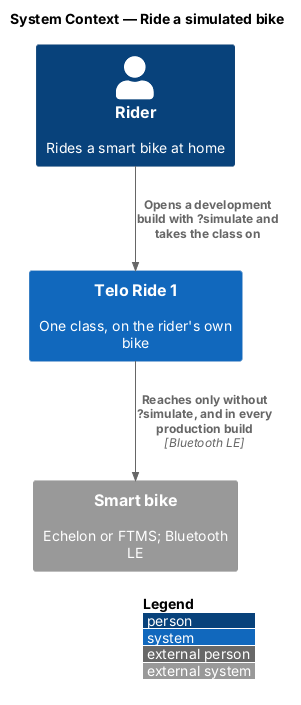 System Context — Ride a simulated bike
Rider
Rides a smart bike at home
Opens a development
build with ?simulate and
takes the class on
Telo Ride 1
One class, on the rider's own
bike
Reaches only without
?simulate, and in every
production build
[Bluetooth LE]
Smart bike
Echelon or FTMS; Bluetooth
LE
Legend
person
system
external person
external system